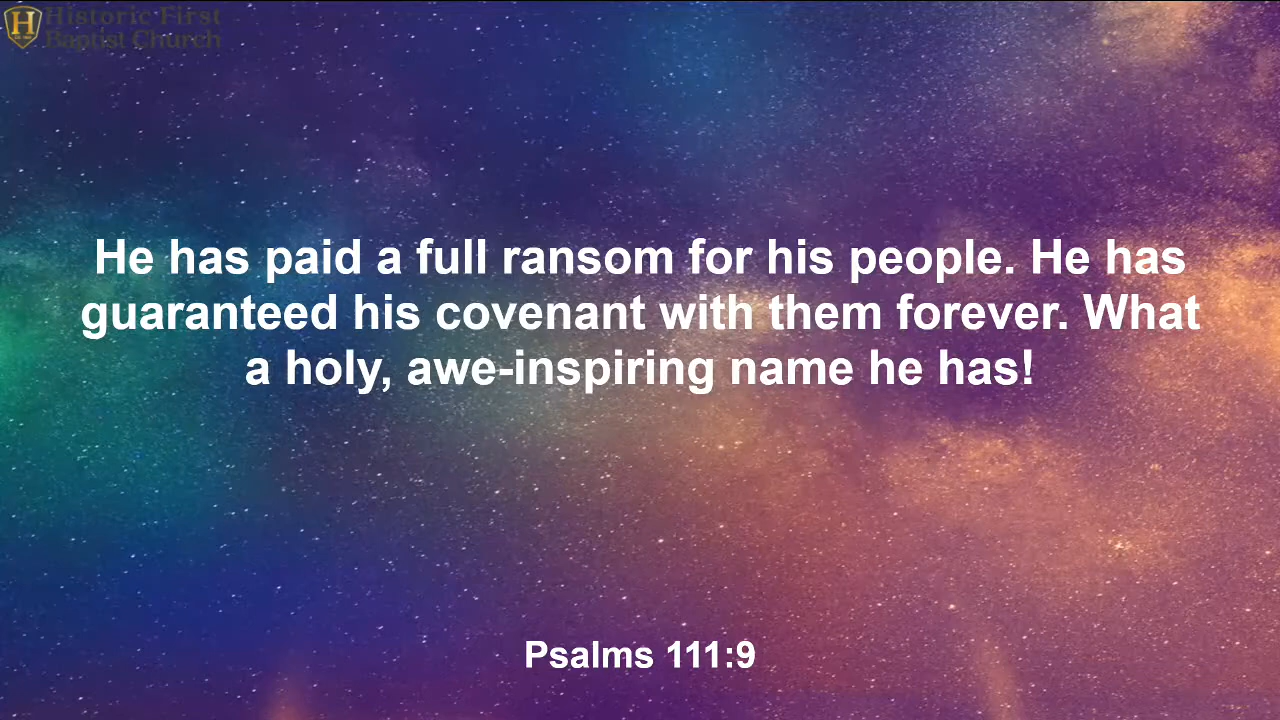 Historic First
Baptist Church
H
He has paid a full ransom for his people. He has
guaranteed his covenant with them forever. What
a holy, awe-inspiring name he has!
Psalms 111:9